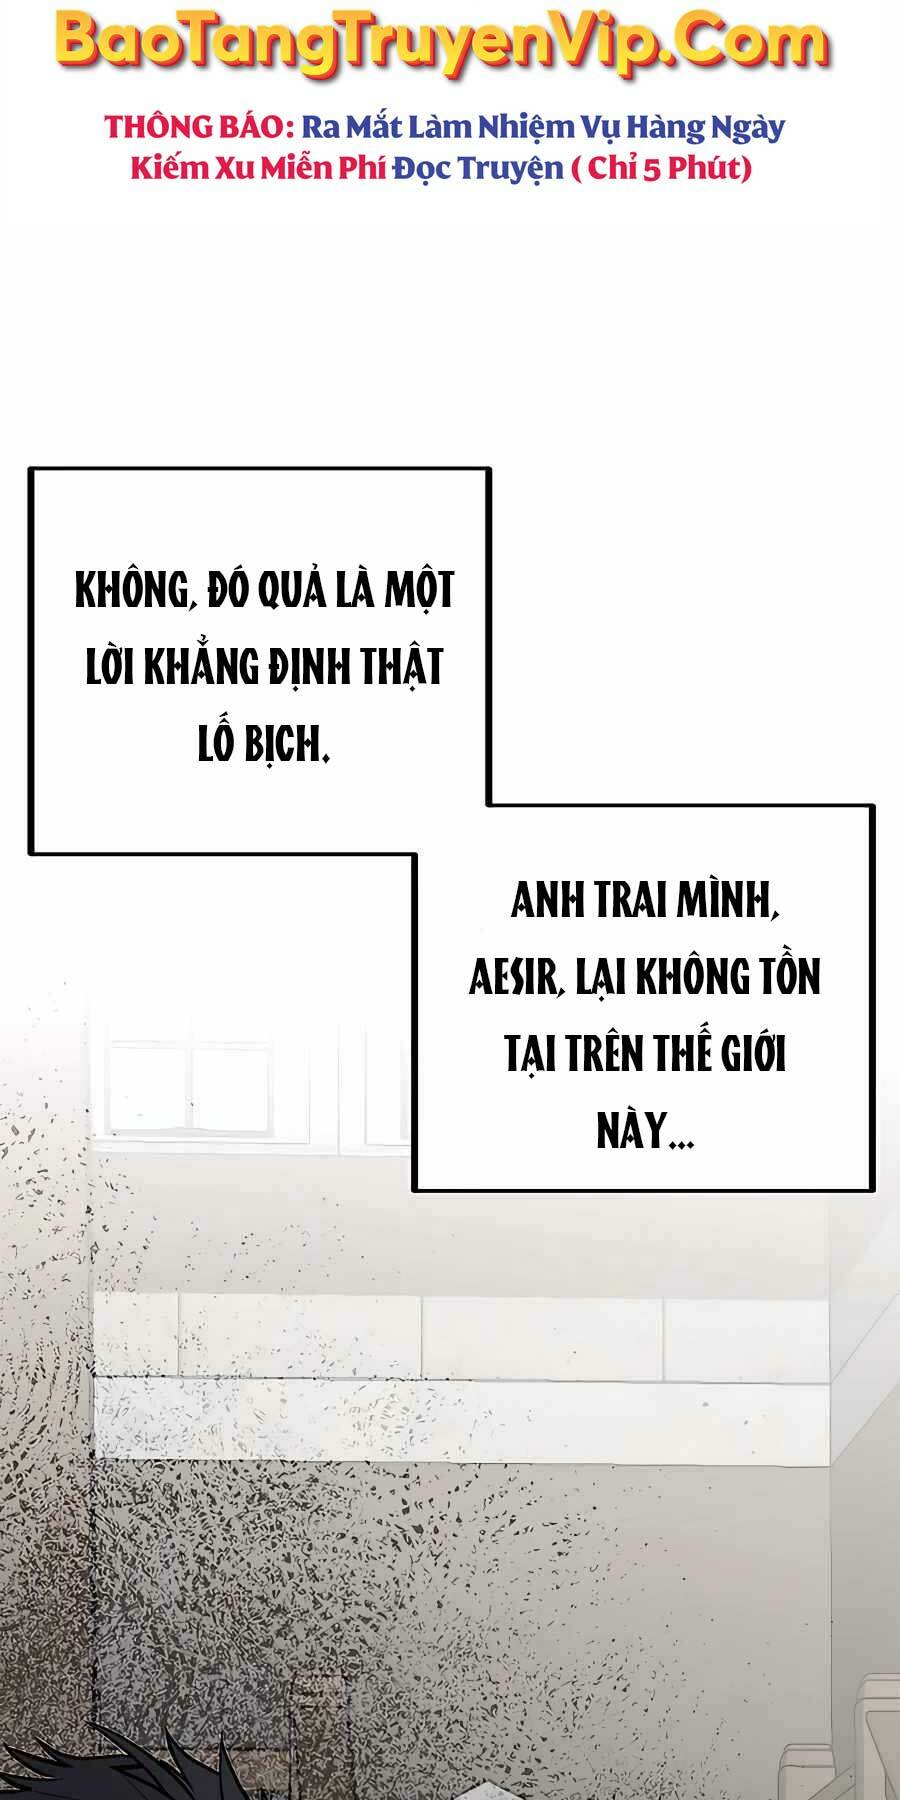 BaoTangTruyenVip.Com
THÔNG BÁO: Ra Mắt Làm Nhiệm Vụ Hàng Ngày
Kiếm Xu Miễn Phí Đọc Truyện ( Chỉ 5 Phút)
KHÔNG, ĐÓ QUẢ LÀ MỘT
LỜI KHẲNG ĐỊNH THẬT
LỐ BỊCH.
ANH TRAI MÌNH,
AESIR, LẠI KHÔNG TỒN
TẠI TRÊN THẾ GIỚI
NÀY...